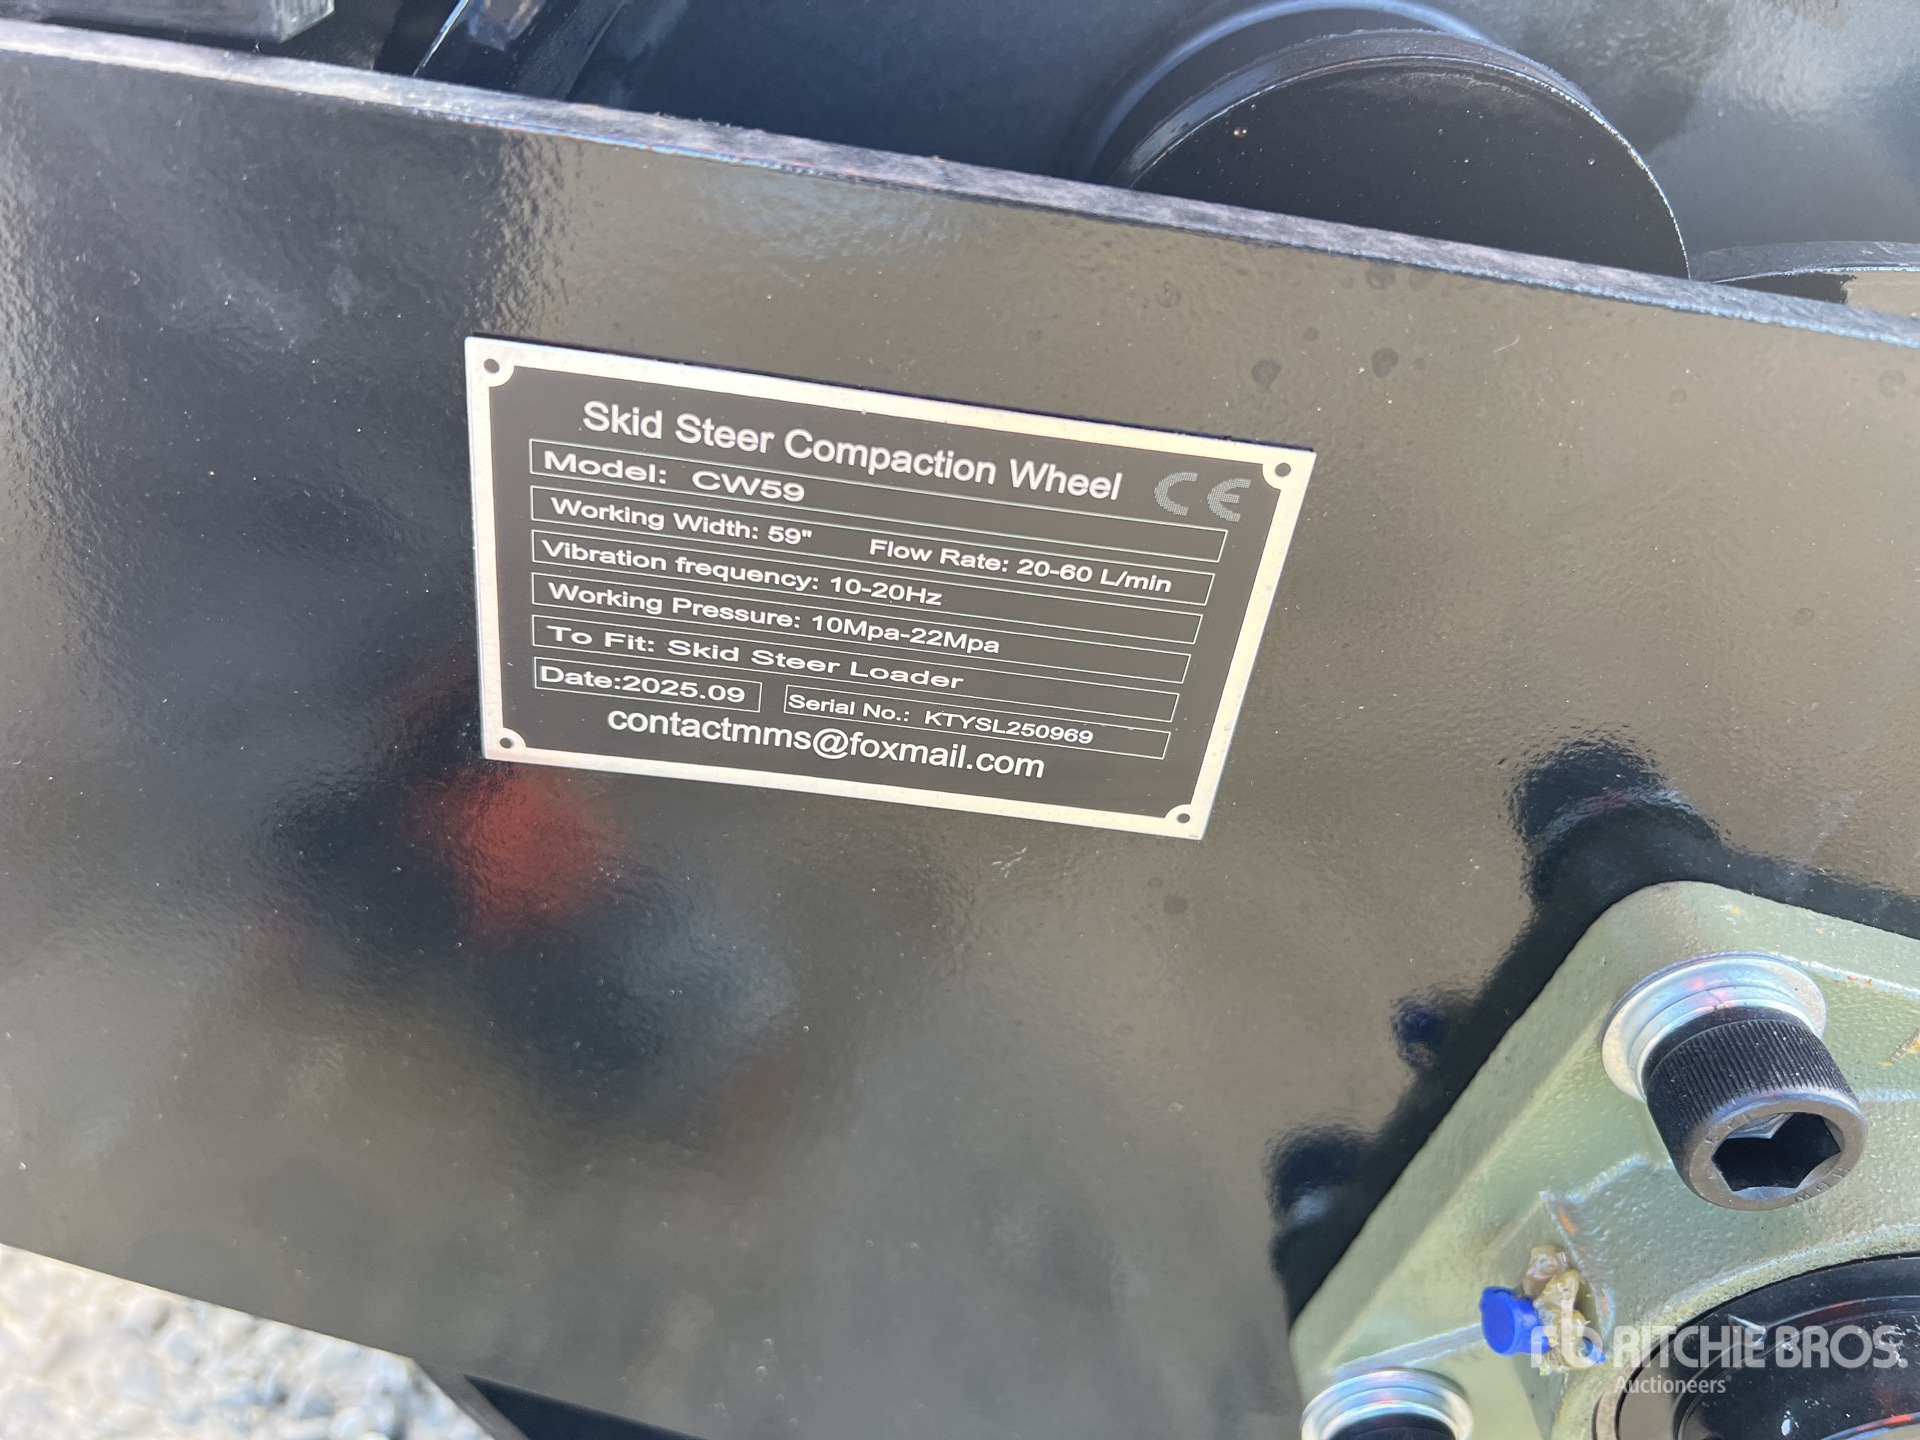 Skid Steer Compaction Wheel
CE
Model: CW59
Working Width: 59" Flow Rate: 20-60 L/min
Vibration frequency: 10-20Hz
Working Pressure: 10Mpa-22Mpa
To Fit: Skid Steer Loader
Date:2025.09 Serial No.: KTYSL250969
contactmms@foxmail.com
rb RITCHIE BROS.
Auctioneers